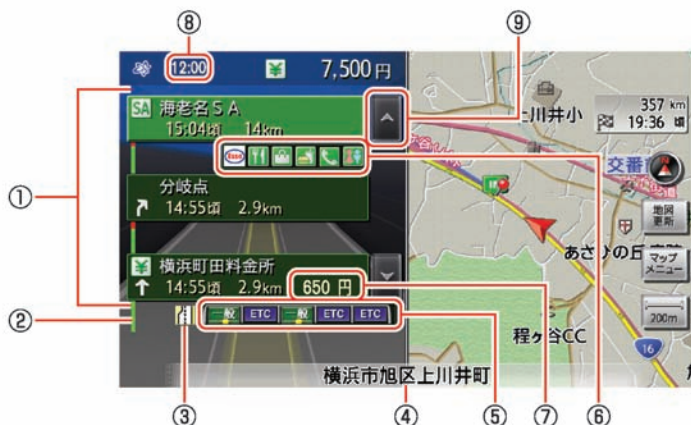 ⑧
⑨
12:00
¥
7,500円
SA 海老名SA
15:04頃 14km
Esso
分岐点
14:55頃 2.9km
¥ 横浜町田料金所
14:55頃 2.9km 650 円
一般 ETC 一般 ETC ETC
上川井小
357 km
19:36 頃
交番
N
地図
更新
あさひの丘
マップ
メニュー
200m
程ヶ谷CC
16
横浜市旭区上川井町
①
②
③
④
⑤
⑦
⑥